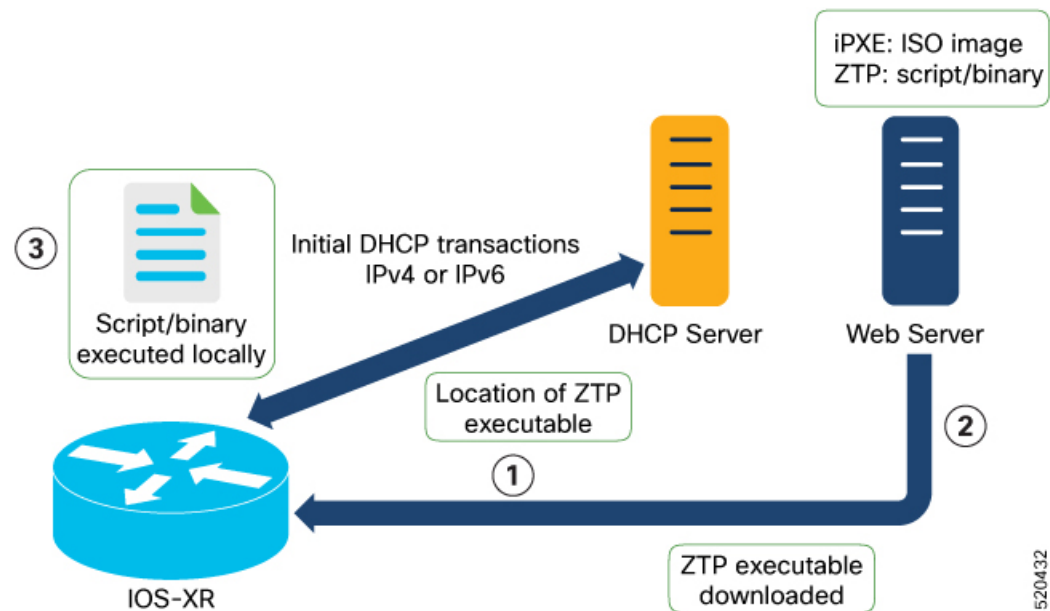 iPXE: ISO image
ZTP: script/binary
3
Script/binary
executed locally
Initial DHCP transactions
IPv4 or IPv6
DHCP Server
Web Server
Location of ZTP
executable
1
2
ZTP executable
downloaded
IOS-XR
520432